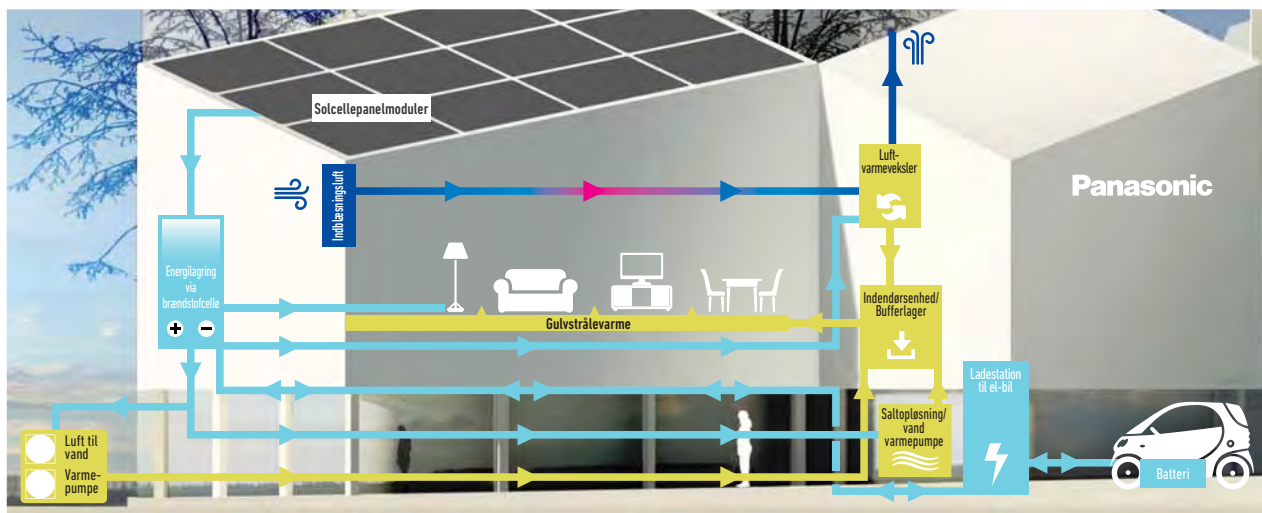 Solcellepanelmoduler
Luft-
varmeveksler
Panasonic
Indblæsningsluft
Energilagring
via
brændstofcelle
Indendørsenhed/
Bufferlager
Gulvstrålevarme
Ladestation
til el-bil
Saltopløsning/
vand
varmepumpe
Luft til
vand
Varme-
pumpe
Batteri